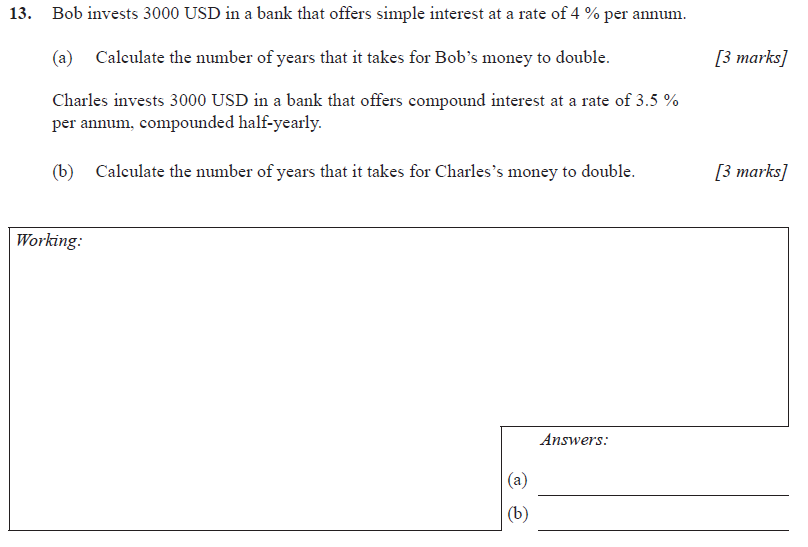 13. Bob invests 3000 USD in a bank that offers simple interest at a rate of 4 % per annum.
(a) Calculate the number of years that it takes for Bob’s money to double. [3 marks]
Charles invests 3000 USD in a bank that offers compound interest at a rate of 3.5 %
per annum, compounded half-yearly.
(b) Calculate the number of years that it takes for Charles’s money to double. [3 marks]
Working:
Answers:
(a)
(b)